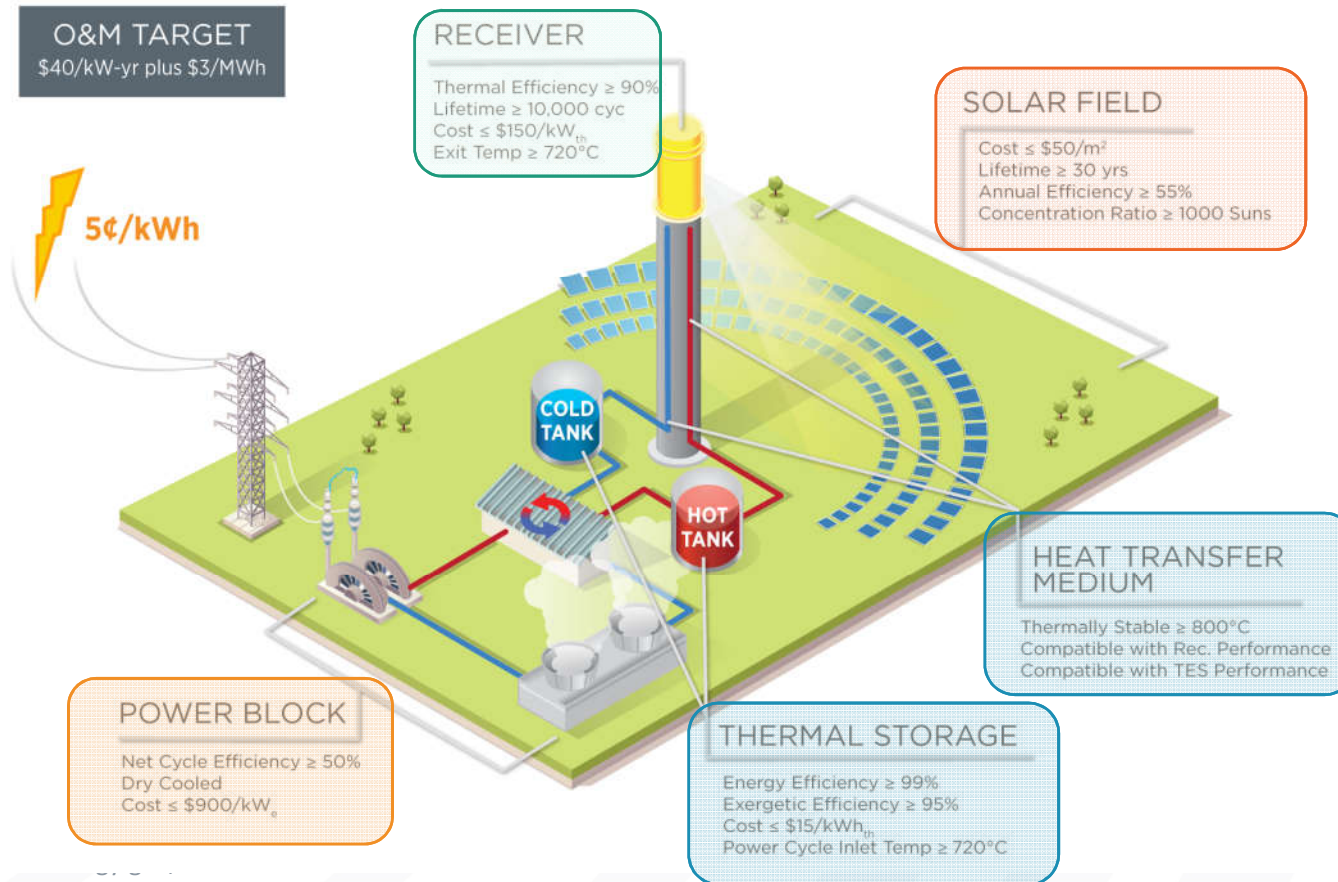 O&M TARGET
$40/kW-yr plus $3/MWh
RECEIVER
Thermal Efficiency ≥ 90%
Lifetime ≥ 10,000 cyc
Cost ≤ $150/kWth
Exit Temp ≥ 720°C
SOLAR FIELD
Cost ≤ $50/m²
Lifetime ≥ 30 yrs
Annual Efficiency ≥ 55%
Concentration Ratio ≥ 1000 Suns
5¢/kWh
COLD
TANK
HOT
TANK
HEAT TRANSFER
MEDIUM
Thermally Stable ≥ 800°C
Compatible with Rec. Performance
Compatible with TES Performance
POWER BLOCK
Net Cycle Efficiency ≥ 50%
Dry Cooled
Cost ≤ $900/kWe
THERMAL STORAGE
Energy Efficiency ≥ 99%
Exergetic Efficiency ≥ 95%
Cost ≤ $15/kWhth
Power Cycle Inlet Temp ≥ 720°C